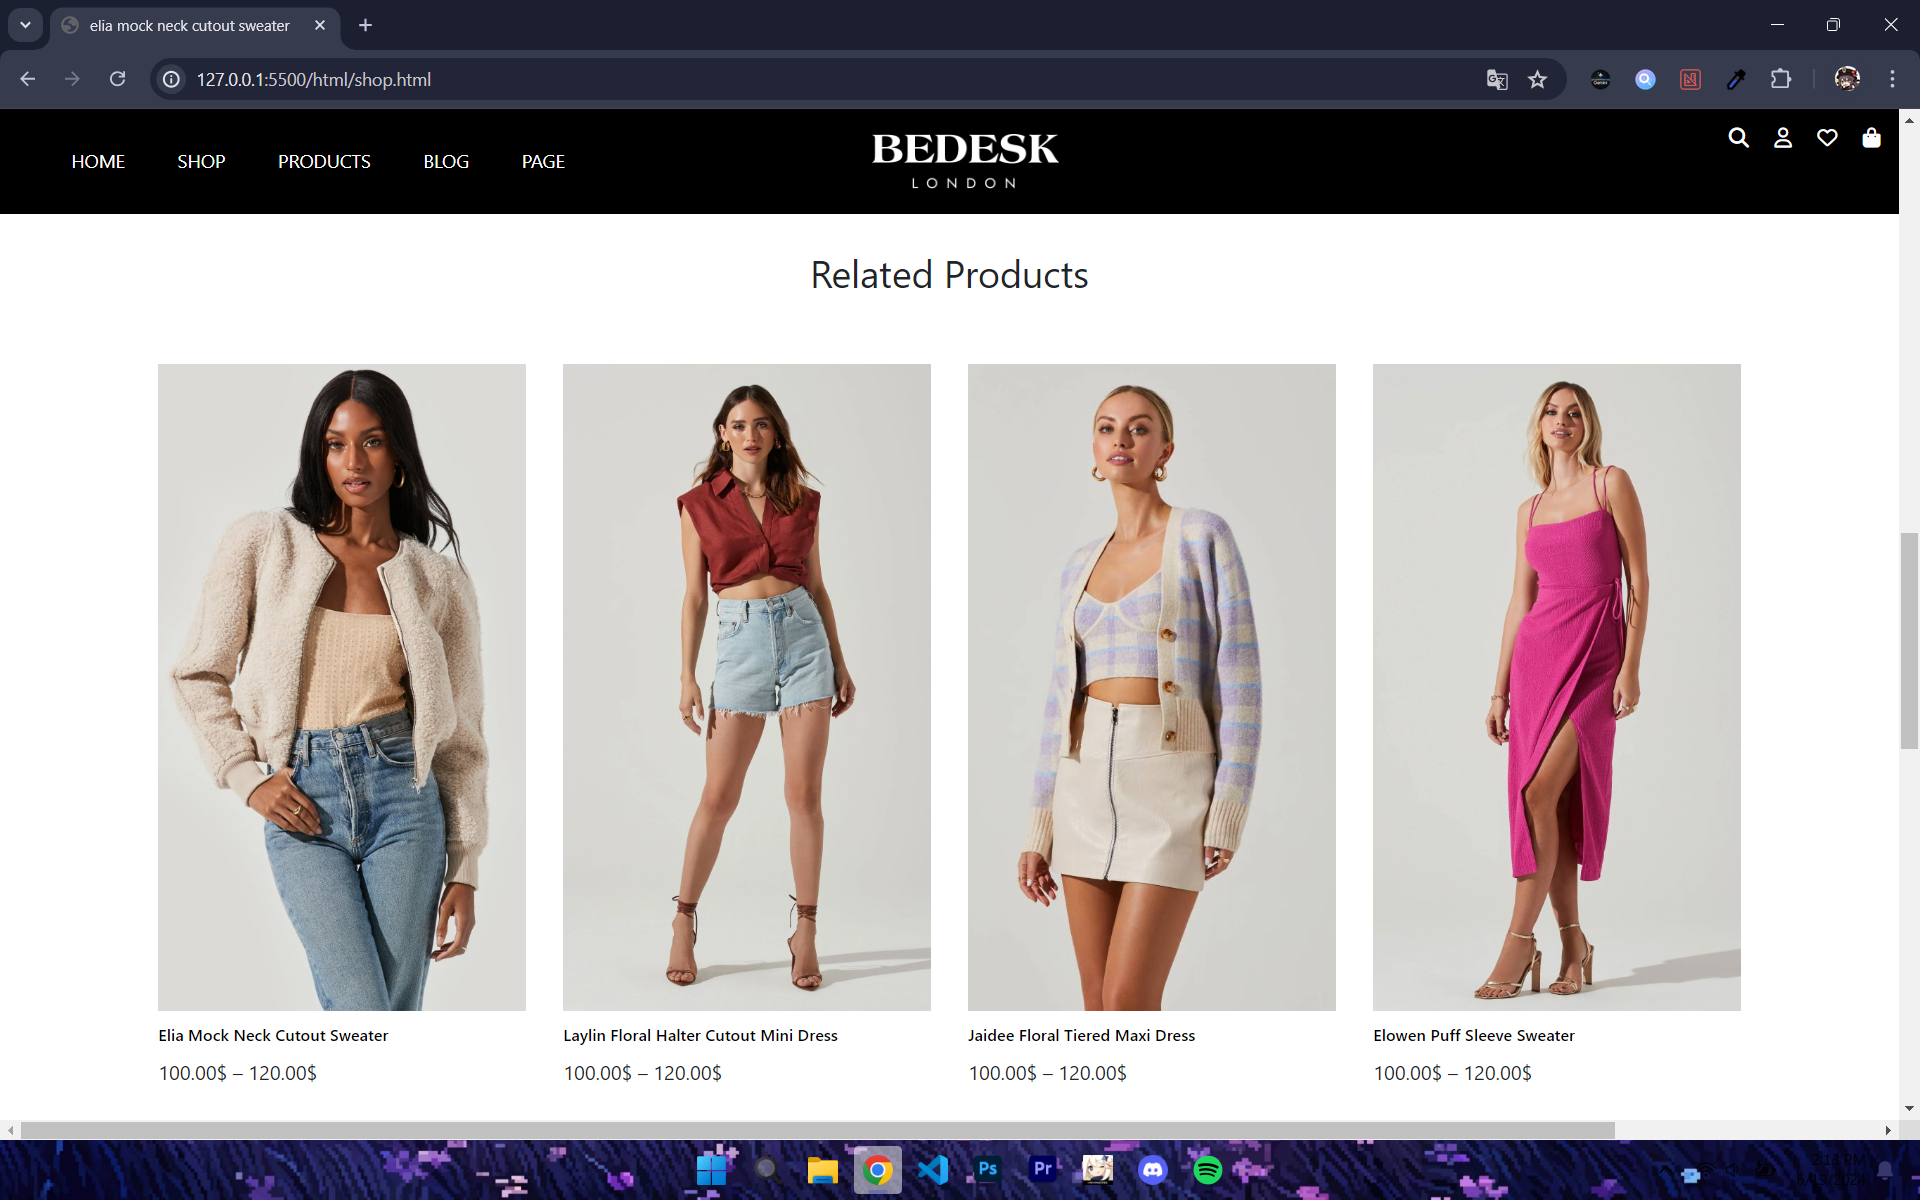 elia mock neck cutout sweater
127.0.0.1:5500/html/shop.html
HOME SHOP PRODUCTS BLOG PAGE
BEDESK
LONDON
Related Products
Elia Mock Neck Cutout Sweater
100.00$ – 120.00$
Laylin Floral Halter Cutout Mini Dress
100.00$ – 120.00$
Jaidee Floral Tiered Maxi Dress
100.00$ – 120.00$
Elowen Puff Sleeve Sweater
100.00$ – 120.00$
Ps
Pr